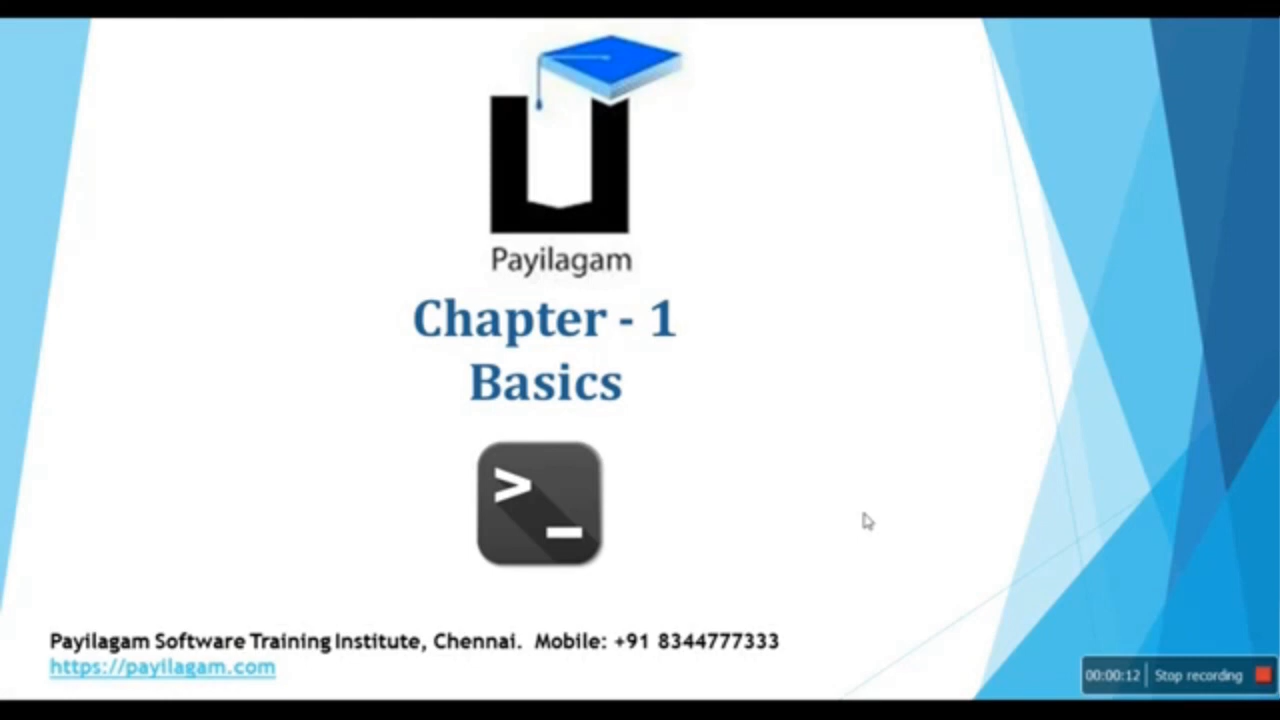 Payilagam
Chapter - 1
Basics
>_
Payilagam Software Training Institute, Chennai. Mobile: +91 8344777333
https://payilagam.com
00:00:12 Stop recording